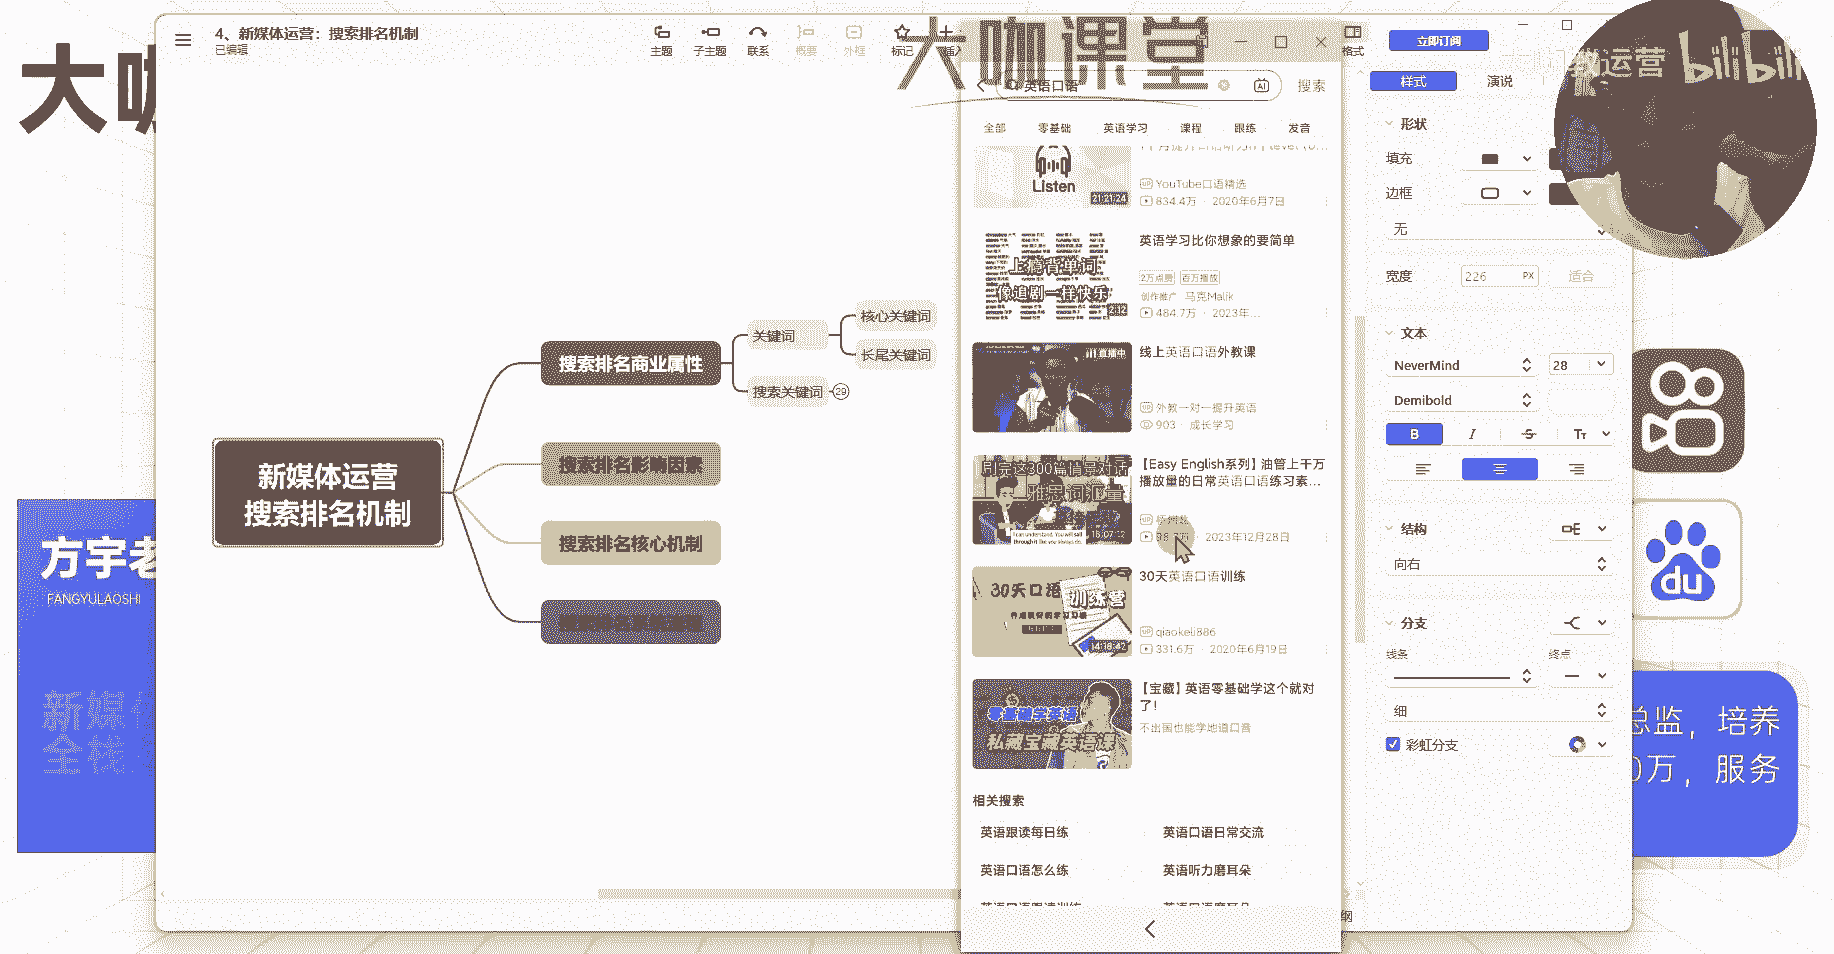 4、新媒体运营：搜索排名机制
已编辑
主题
子主题
联系
概要
外框
标记
格式
立即订阅
大咖课堂
教运营 bilibili
大咖
英语口语
搜索
全部
零基础
英语学习
课程
跟练
发音
Listen
21:21:24
YouTube口语精选
834.4万 · 2020年6月7日
上瘾背单词
像追剧一样快乐
2:12
英语学习比你想象的要简单
2万点赞 百万播放
创作推广 马克Malik
484.7万 · 2023年...
直播中
线上英语口语外教课
外教一对一提升英语
903 · 成长学习
雅思词汇量
【Easy English系列】油管上千万
播放量的日常英语口语练习素...
2023年12月28日
30天口语
训练营
14:19:42
30天英语口语训练
qiaokeli886
331.6万 · 2020年6月19日
零基础学英语
私藏宝藏英语课
【宝藏】英语零基础学这个就对
了！
不出国也能学地道口音
相关搜索
英语跟读每日练
英语口语日常交流
英语口语怎么练
英语听力磨耳朵
新媒体运营
搜索排名机制
搜索排名商业属性
搜索排名影响因素
搜索排名核心机制
关键词
核心关键词
长尾关键词
搜索关键词
29
样式
演说
形状
填充
边框
无
宽度
226 PX
适合
文本
NeverMind
28
Demibold
B I S Tт
结构
向右
分支
线条
终点
细
彩虹分支
纲
方宇老
FANGYULAOSHI
新媒体
全栈
du
总监，培养
0万，服务